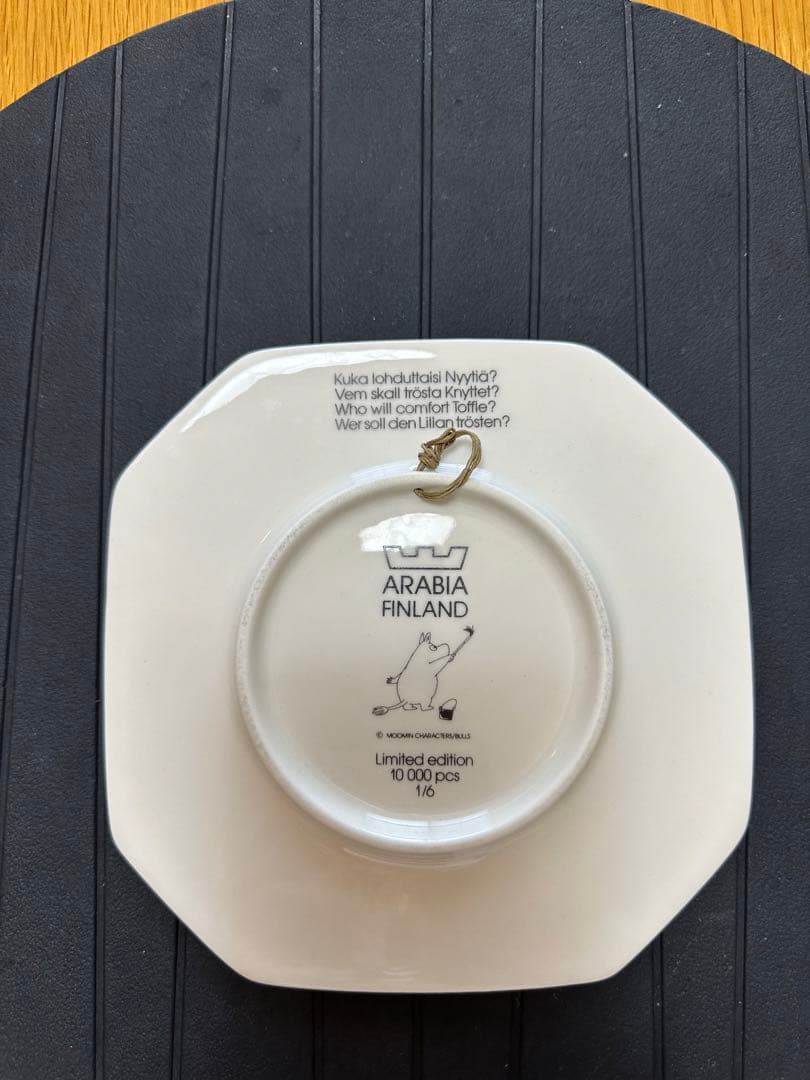 Kuka lohduttaisi Nyytiä?
Vem skall trösta Knyttet?
Who will comfort Toffle?
Wer soll den Lillan trösten?
ARABIA
FINLAND
© MOOMIN CHARACTERS/BULLS
Limited edition
10 000 pcs
1/6